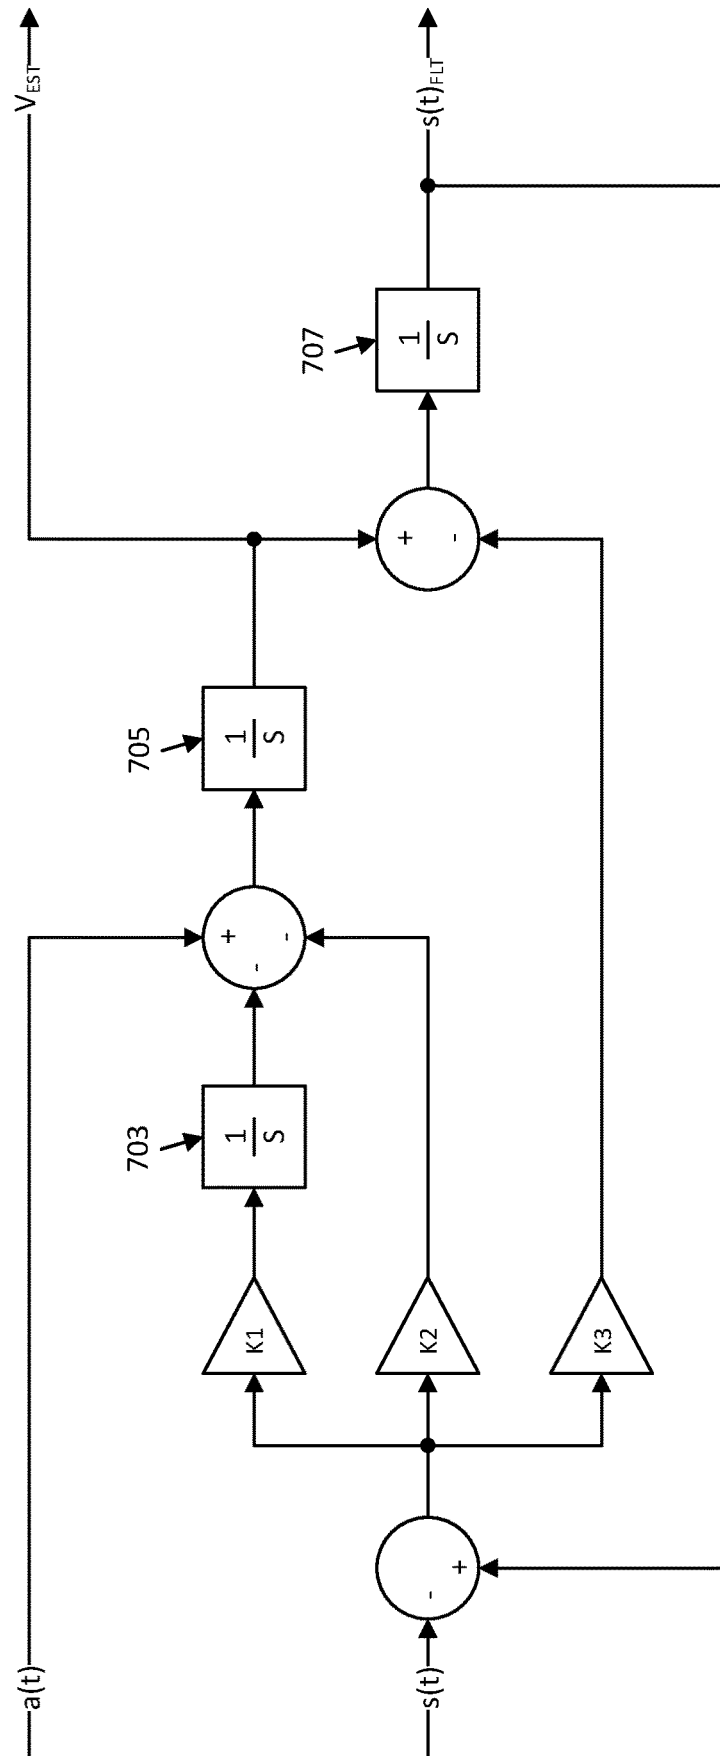 a(t)
V_EST
703
705
K1
1
S
+
-
-
1
S
707
s(t)
-
+
K2
+
-
1
S
s(t)_FLT
K3